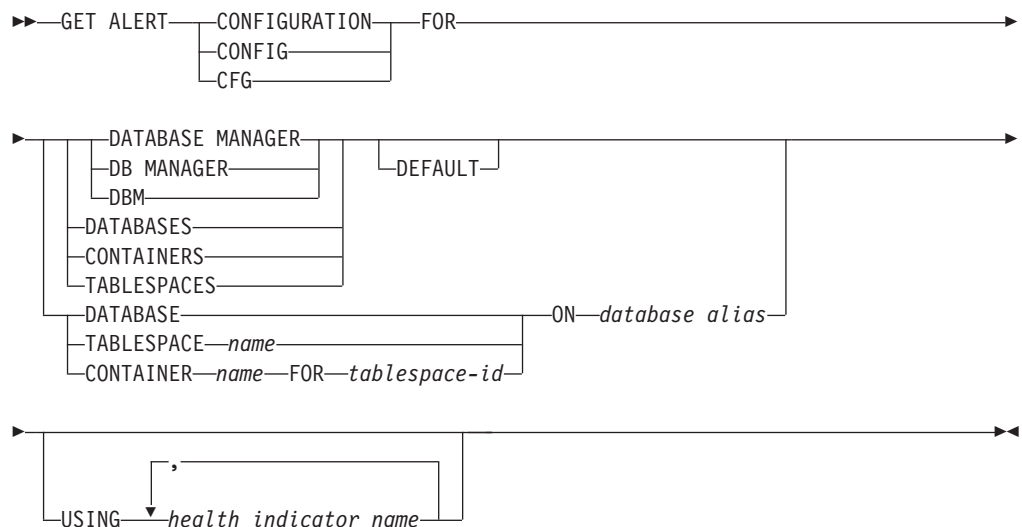 GET ALERT CONFIGURATION FOR
CONFIG
CFG
DATABASE MANAGER
DB MANAGER DEFAULT
DBM
DATABASES
CONTAINERS
TABLESPACES
DATABASE ON database alias
TABLESPACE name
CONTAINER name FOR tablespace-id
,
USING health indicator name